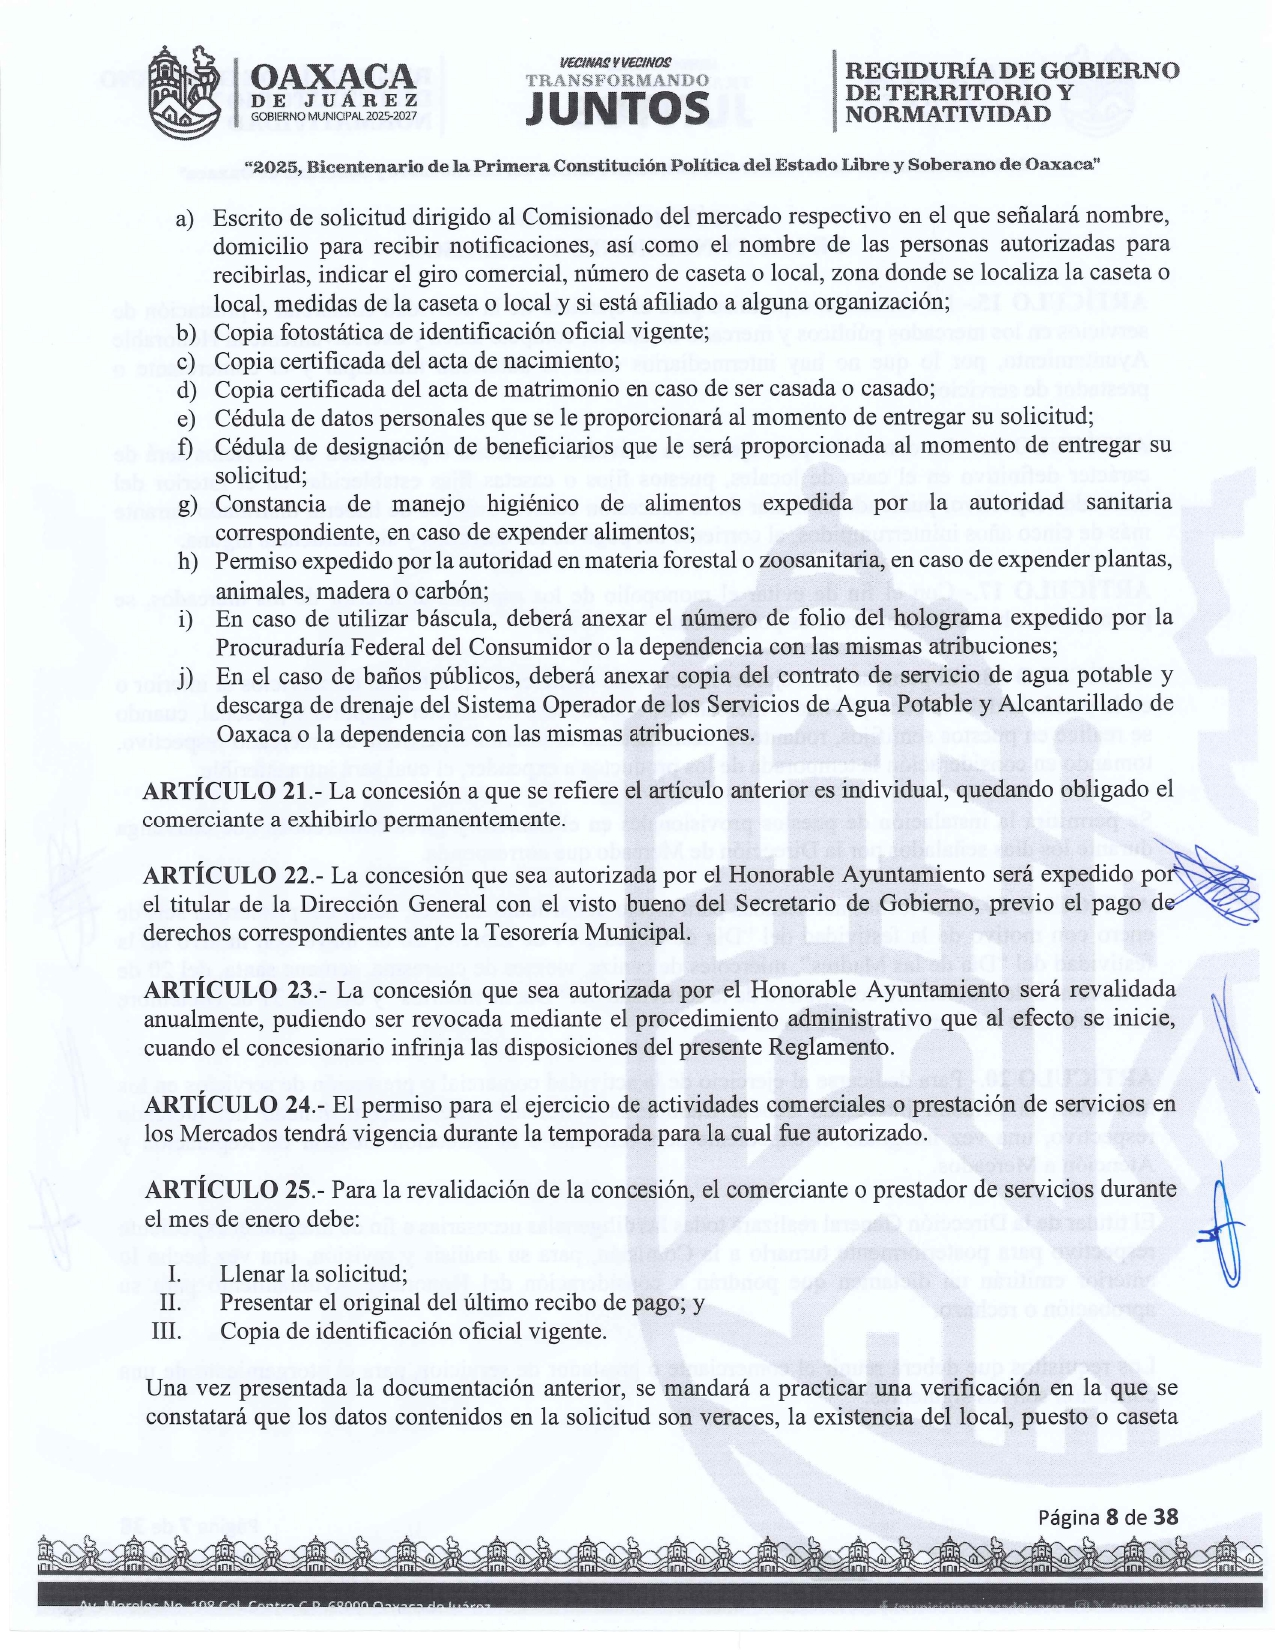 OAXACA
DE JUÁREZ
GOBIERNO MUNICIPAL 2025-2027
VECINAS Y VECINOS
TRANSFORMANDO
JUNTOS
REGIDURÍA DE GOBIERNO
DE TERRITORIO Y
NORMATIVIDAD
"2025, Bicentenario de la Primera Constitución Política del Estado Libre y Soberano de Oaxaca"
a) Escrito de solicitud dirigido al Comisionado del mercado respectivo en el que señalará nombre,
domicilio para recibir notificaciones, así como el nombre de las personas autorizadas para
recibirlas, indicar el giro comercial, número de caseta o local, zona donde se localiza la caseta o
local, medidas de la caseta o local y si está afiliado a alguna organización;
b) Copia fotostática de identificación oficial vigente;
c) Copia certificada del acta de nacimiento;
d) Copia certificada del acta de matrimonio en caso de ser casada o casado;
e) Cédula de datos personales que se le proporcionará al momento de entregar su solicitud;
f) Cédula de designación de beneficiarios que le será proporcionada al momento de entregar su
solicitud;
g) Constancia de manejo higiénico de alimentos expedida por la autoridad sanitaria
correspondiente, en caso de expender alimentos;
h) Permiso expedido por la autoridad en materia forestal o zoosanitaria, en caso de expender plantas,
animales, madera o carbón;
i) En caso de utilizar báscula, deberá anexar el número de folio del holograma expedido por la
Procuraduría Federal del Consumidor o la dependencia con las mismas atribuciones;
j) En el caso de baños públicos, deberá anexar copia del contrato de servicio de agua potable y
descarga de drenaje del Sistema Operador de los Servicios de Agua Potable y Alcantarillado de
Oaxaca o la dependencia con las mismas atribuciones.
ARTÍCULO 21.- La concesión a que se refiere el artículo anterior es individual, quedando obligado el
comerciante a exhibirlo permanentemente.
ARTÍCULO 22.- La concesión que sea autorizada por el Honorable Ayuntamiento será expedido por
el titular de la Dirección General con el visto bueno del Secretario de Gobierno, previo el pago de
derechos correspondientes ante la Tesorería Municipal.
ARTÍCULO 23.- La concesión que sea autorizada por el Honorable Ayuntamiento será revalidada
anualmente, pudiendo ser revocada mediante el procedimiento administrativo que al efecto se inicie,
cuando el concesionario infrinja las disposiciones del presente Reglamento.
ARTÍCULO 24.- El permiso para el ejercicio de actividades comerciales o prestación de servicios en
los Mercados tendrá vigencia durante la temporada para la cual fue autorizado.
ARTÍCULO 25.- Para la revalidación de la concesión, el comerciante o prestador de servicios durante
el mes de enero debe:
I. Llenar la solicitud;
II. Presentar el original del último recibo de pago; y
III. Copia de identificación oficial vigente.
Una vez presentada la documentación anterior, se mandará a practicar una verificación en la que se
constatará que los datos contenidos en la solicitud son veraces, la existencia del local, puesto o caseta
Página 8 de 38
Av. Morelos No. 108 Col. Centro C.P. 68000 Oaxaca de Juárez